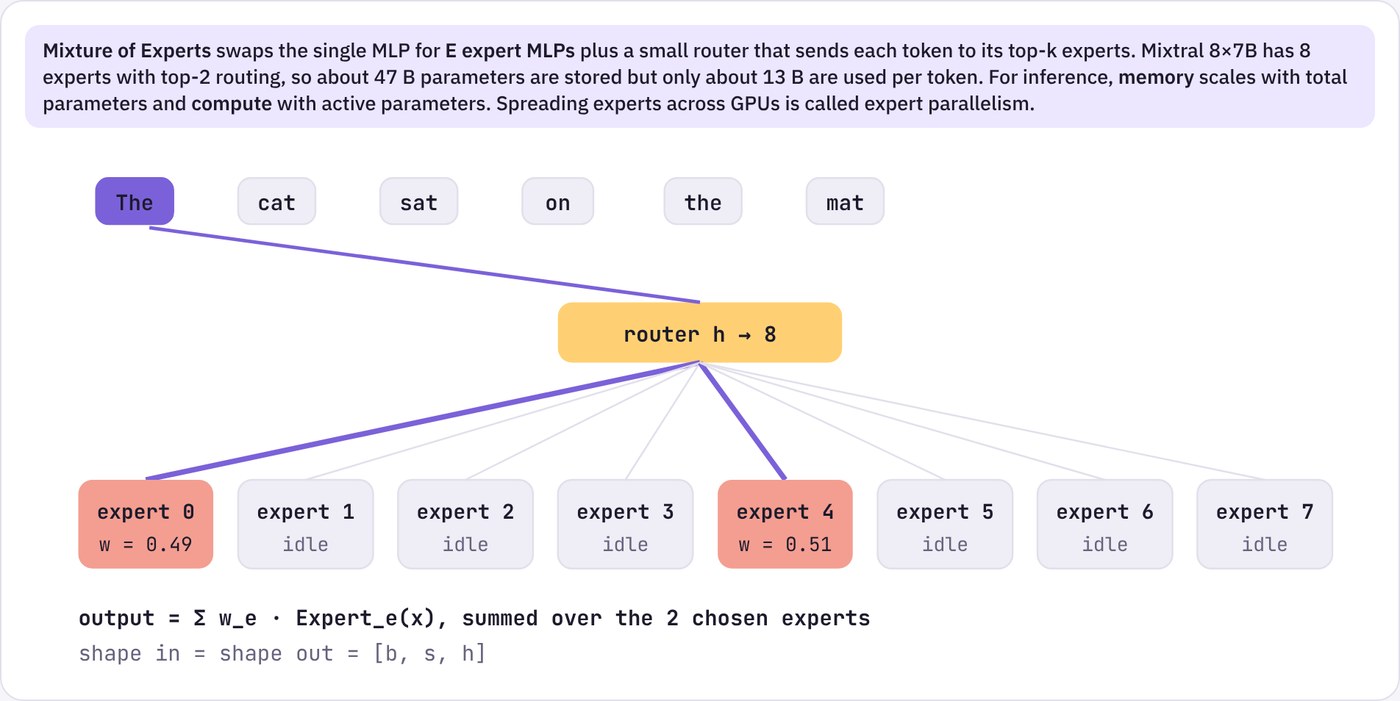 Mixture of Experts swaps the single MLP for E expert MLPs plus a small router that sends each token to its top-k experts. Mixtral 8×7B has 8
experts with top-2 routing, so about 47 B parameters are stored but only about 13 B are used per token. For inference, memory scales with total
parameters and compute with active parameters. Spreading experts across GPUs is called expert parallelism.
The cat sat on the mat
router h → 8
expert 0 expert 1 expert 2 expert 3 expert 4 expert 5 expert 6 expert 7
w = 0.49 idle idle idle w = 0.51 idle idle idle
output = Σ w_e · Expert_e(x), summed over the 2 chosen experts
shape in = shape out = [b, s, h]